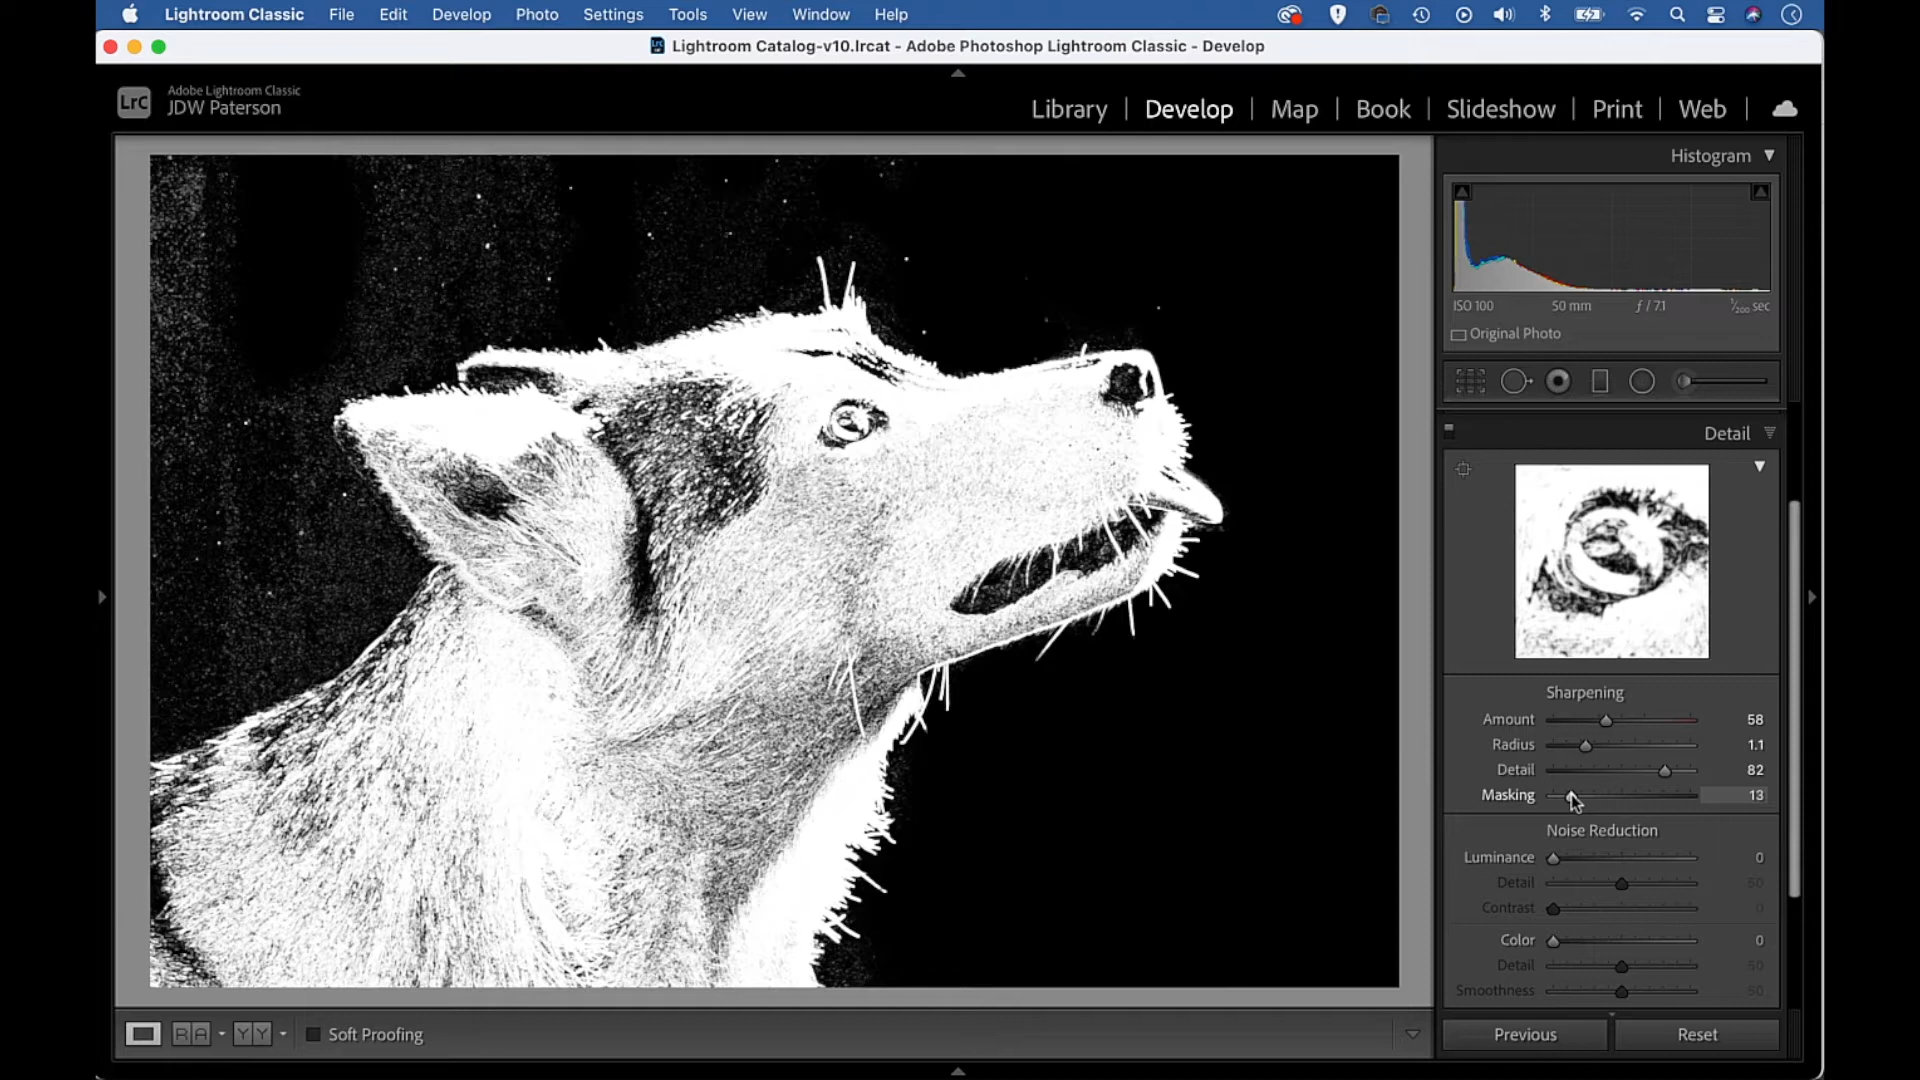 Lightroom Classic File Edit Develop Photo Settings Tools View Window Help
Lightroom Catalog-v10.lrcat - Adobe Photoshop Lightroom Classic - Develop
LrC
Adobe Lightroom Classic
JDW Paterson
Library | Develop | Map | Book | Slideshow | Print | Web |
Histogram
ISO 100 50 mm ƒ / 7.1 1/200 sec
Original Photo
Detail
Sharpening
Amount 58
Radius 1.1
Detail 82
Masking 13
Noise Reduction
Luminance 0
Detail 50
Contrast 0
Color 0
Detail 50
Smoothness 50
R A Y Y Soft Proofing
Previous Reset